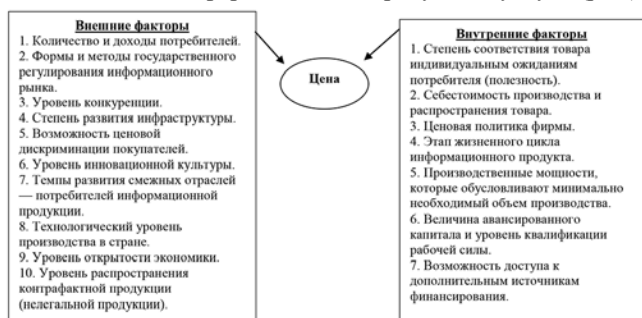 Внешние факторы
1. Количество и доходы потребителей.
2. Формы и методы государственного
регулирования информационного
рынка.
3. Уровень конкуренции.
4. Степень развития инфраструктуры.
5. Возможность ценовой
дискриминации покупателей.
6. Уровень инновационной культуры.
7. Темпы развития смежных отраслей
— потребителей информационной
продукции.
8. Технологический уровень
производства в стране.
9. Уровень открытости экономики.
10. Уровень распространения
контрафактной продукции
(нелегальной продукции).
Цена
Внутренние факторы
1. Степень соответствия товара
индивидуальным ожиданиям
потребителя (полезность).
2. Себестоимость производства и
распространения товара.
3. Ценовая политика фирмы.
4. Этап жизненного цикла
информационного продукта.
5. Производственные мощности,
которые обусловливают минимально
необходимый объем производства.
6. Величина авансированного
капитала и уровень квалификации
рабочей силы.
7. Возможность доступа к
дополнительным источникам
финансирования.